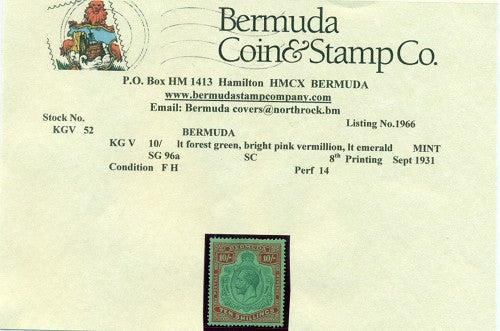 Bermuda
Coin&Stamp Co.
P.O. Box HM 1413 Hamilton HMCX BERMUDA
www.bermudastampcompany.com
Email: Bermuda covers@northrock.bm
Stock No.
Listing No.1966
KGV 52
BERMUDA
KG V 10/ lt forest green, bright pink vermillion, lt emerald MINT
SG 96a SC 8th Printing Sept 1931
Condition F H Perf 14
BERMUDA
10/- 10/-
TEN SHILLINGS